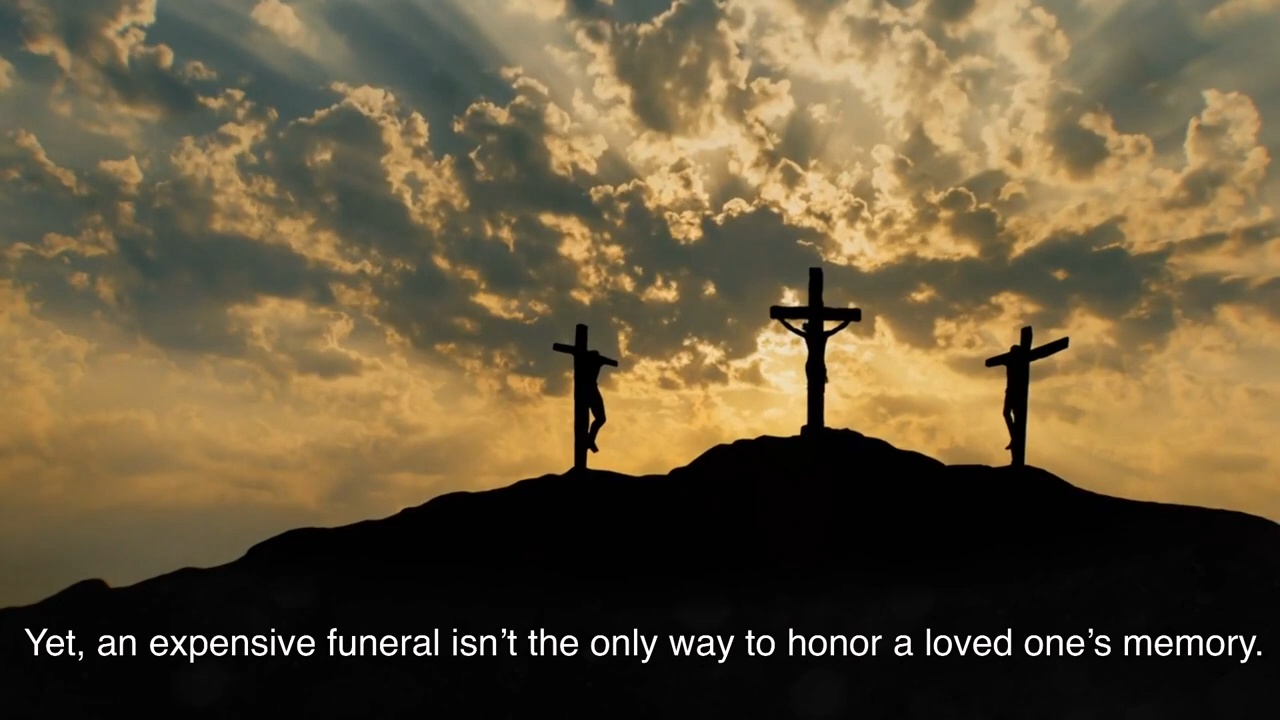 Yet, an expensive funeral isn’t the only way to honor a loved one’s memory.